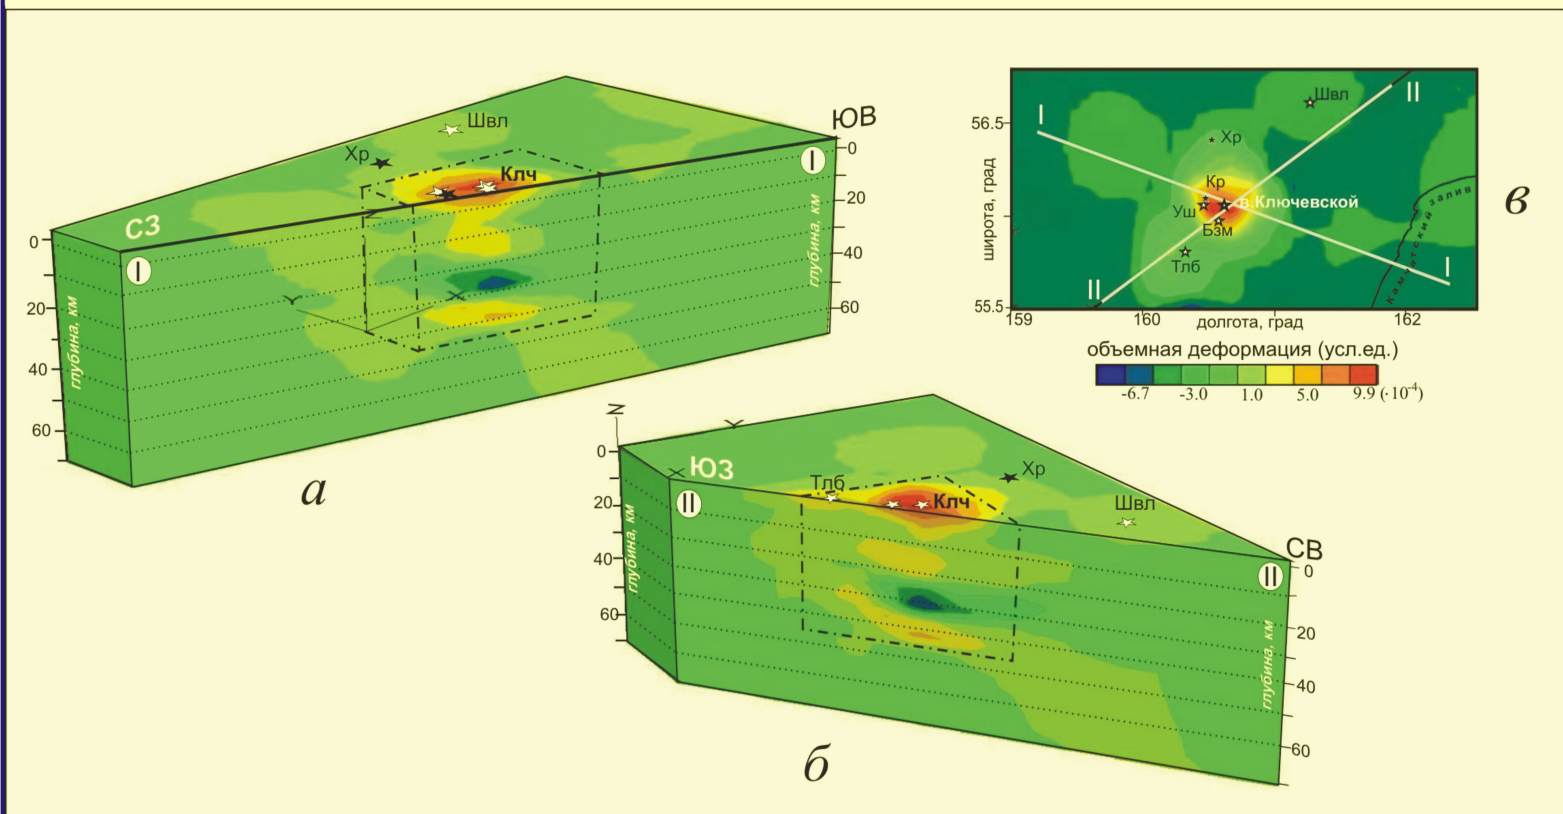 Швл
ЮВ
Хр
Клч
I
0
20
40
60
глубина, км
СЗ
I
0
20
40
60
глубина, км
Z
Y
X
а
I
II
Швл
56.5
Хр
Кр
Уш
в.Ключевской
Бзм
Тлб
широта, град
I
II
Камчатский залив
55.5
159
160
162
долгота, град
в
объемная деформация (усл.ед.)
-6.7
-3.0
1.0
5.0
9.9 (·10⁻⁴)
Z
Y
X
ЮЗ
II
0
20
40
60
глубина, км
Тлб
Клч
Хр
Швл
СВ
II
0
20
40
60
глубина, км
б